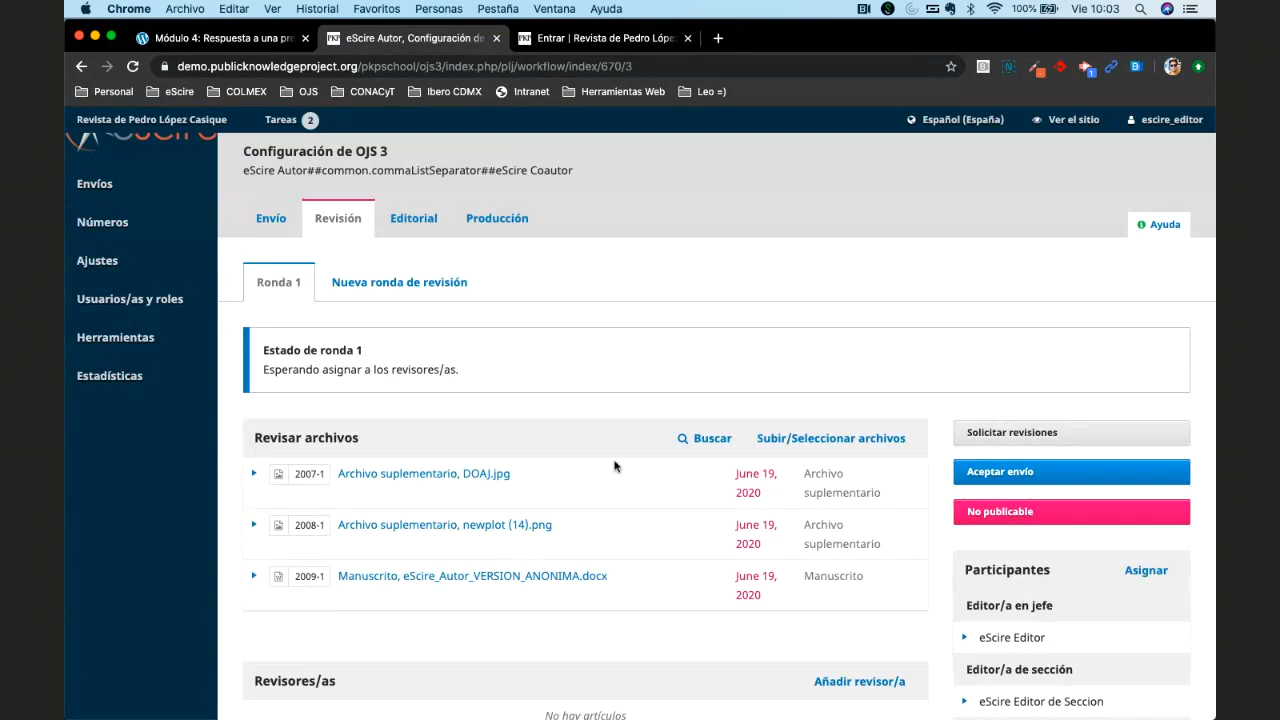 Chrome Archivo Editar Ver Historial Favoritos Personas Pestaña Ventana Ayuda 100% Vie 10:03
Módulo 4: Respuesta a una pre
eScire Autor, Configuración de
Entrar | Revista de Pedro Lópe
demo.publicknowledgeproject.org/pkpschool/ojs3/index.php/plj/workflow/index/670/3
Personal eScire COLMEX OJS CONACyT Ibero CDMX Intranet Herramientas Web Leo =)
Revista de Pedro López Casique Tareas 2 Español (España) Ver el sitio escire_editor
Envíos
Números
Ajustes
Usuarios/as y roles
Herramientas
Estadísticas
Configuración de OJS 3
eScire Autor##common.commaListSeparator##eScire Coautor
Envío Revisión Editorial Producción
Ayuda
Ronda 1 Nueva ronda de revisión
Estado de ronda 1
Esperando asignar a los revisores/as.
Revisar archivos Buscar Subir/Seleccionar archivos
2007-1 Archivo suplementario, DOAJ.jpg June 19, 2020 Archivo suplementario
2008-1 Archivo suplementario, newplot (14).png June 19, 2020 Archivo suplementario
2009-1 Manuscrito, eScire_Autor_VERSION_ANONIMA.docx June 19, 2020 Manuscrito
Revisores/as Añadir revisor/a
No hay artículos
Solicitar revisiones
Aceptar envío
No publicable
Participantes Asignar
Editor/a en jefe
eScire Editor
Editor/a de sección
eScire Editor de Seccion